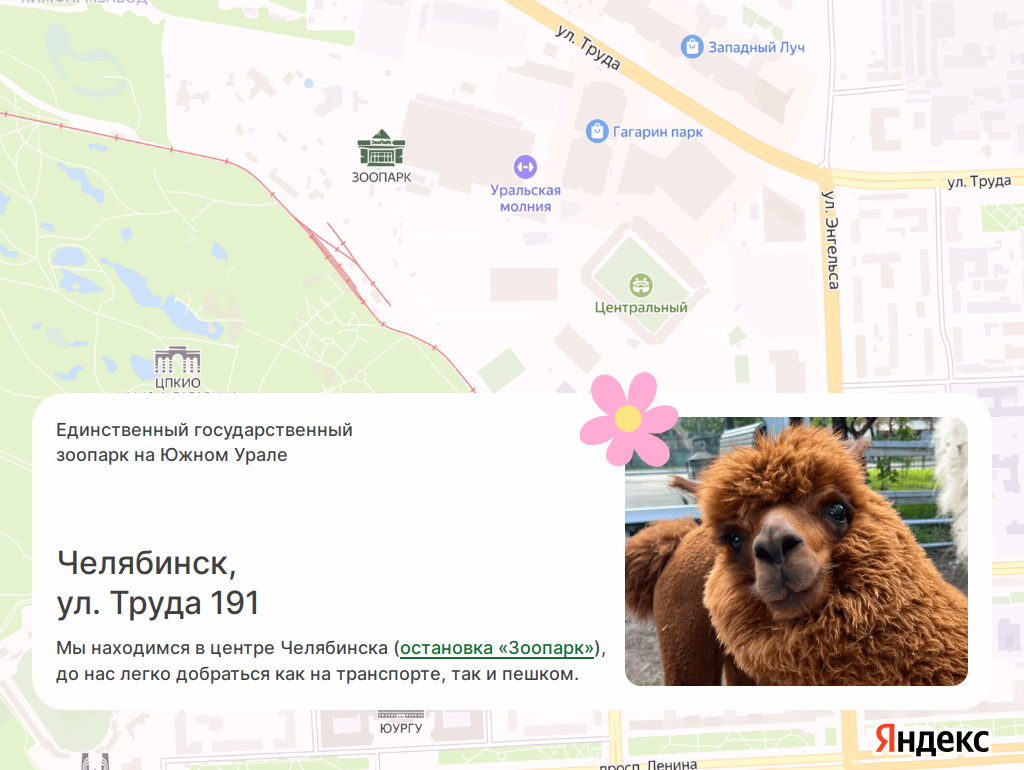 ХИМФАРМЗАВОД
ул. Труда
Западный Луч
Гагарин парк
ЗООПАРК
Уральская
молния
ул. Труда
ул. Энгельса
Центральный
ЦПКИО
Единственный государственный
зоопарк на Южном Урале
Челябинск,
ул. Труда 191
Мы находимся в центре Челябинска (остановка «Зоопарк»),
до нас легко добраться как на транспорте, так и пешком.
ЮУРГУ
Яндекс
просп. Ленина